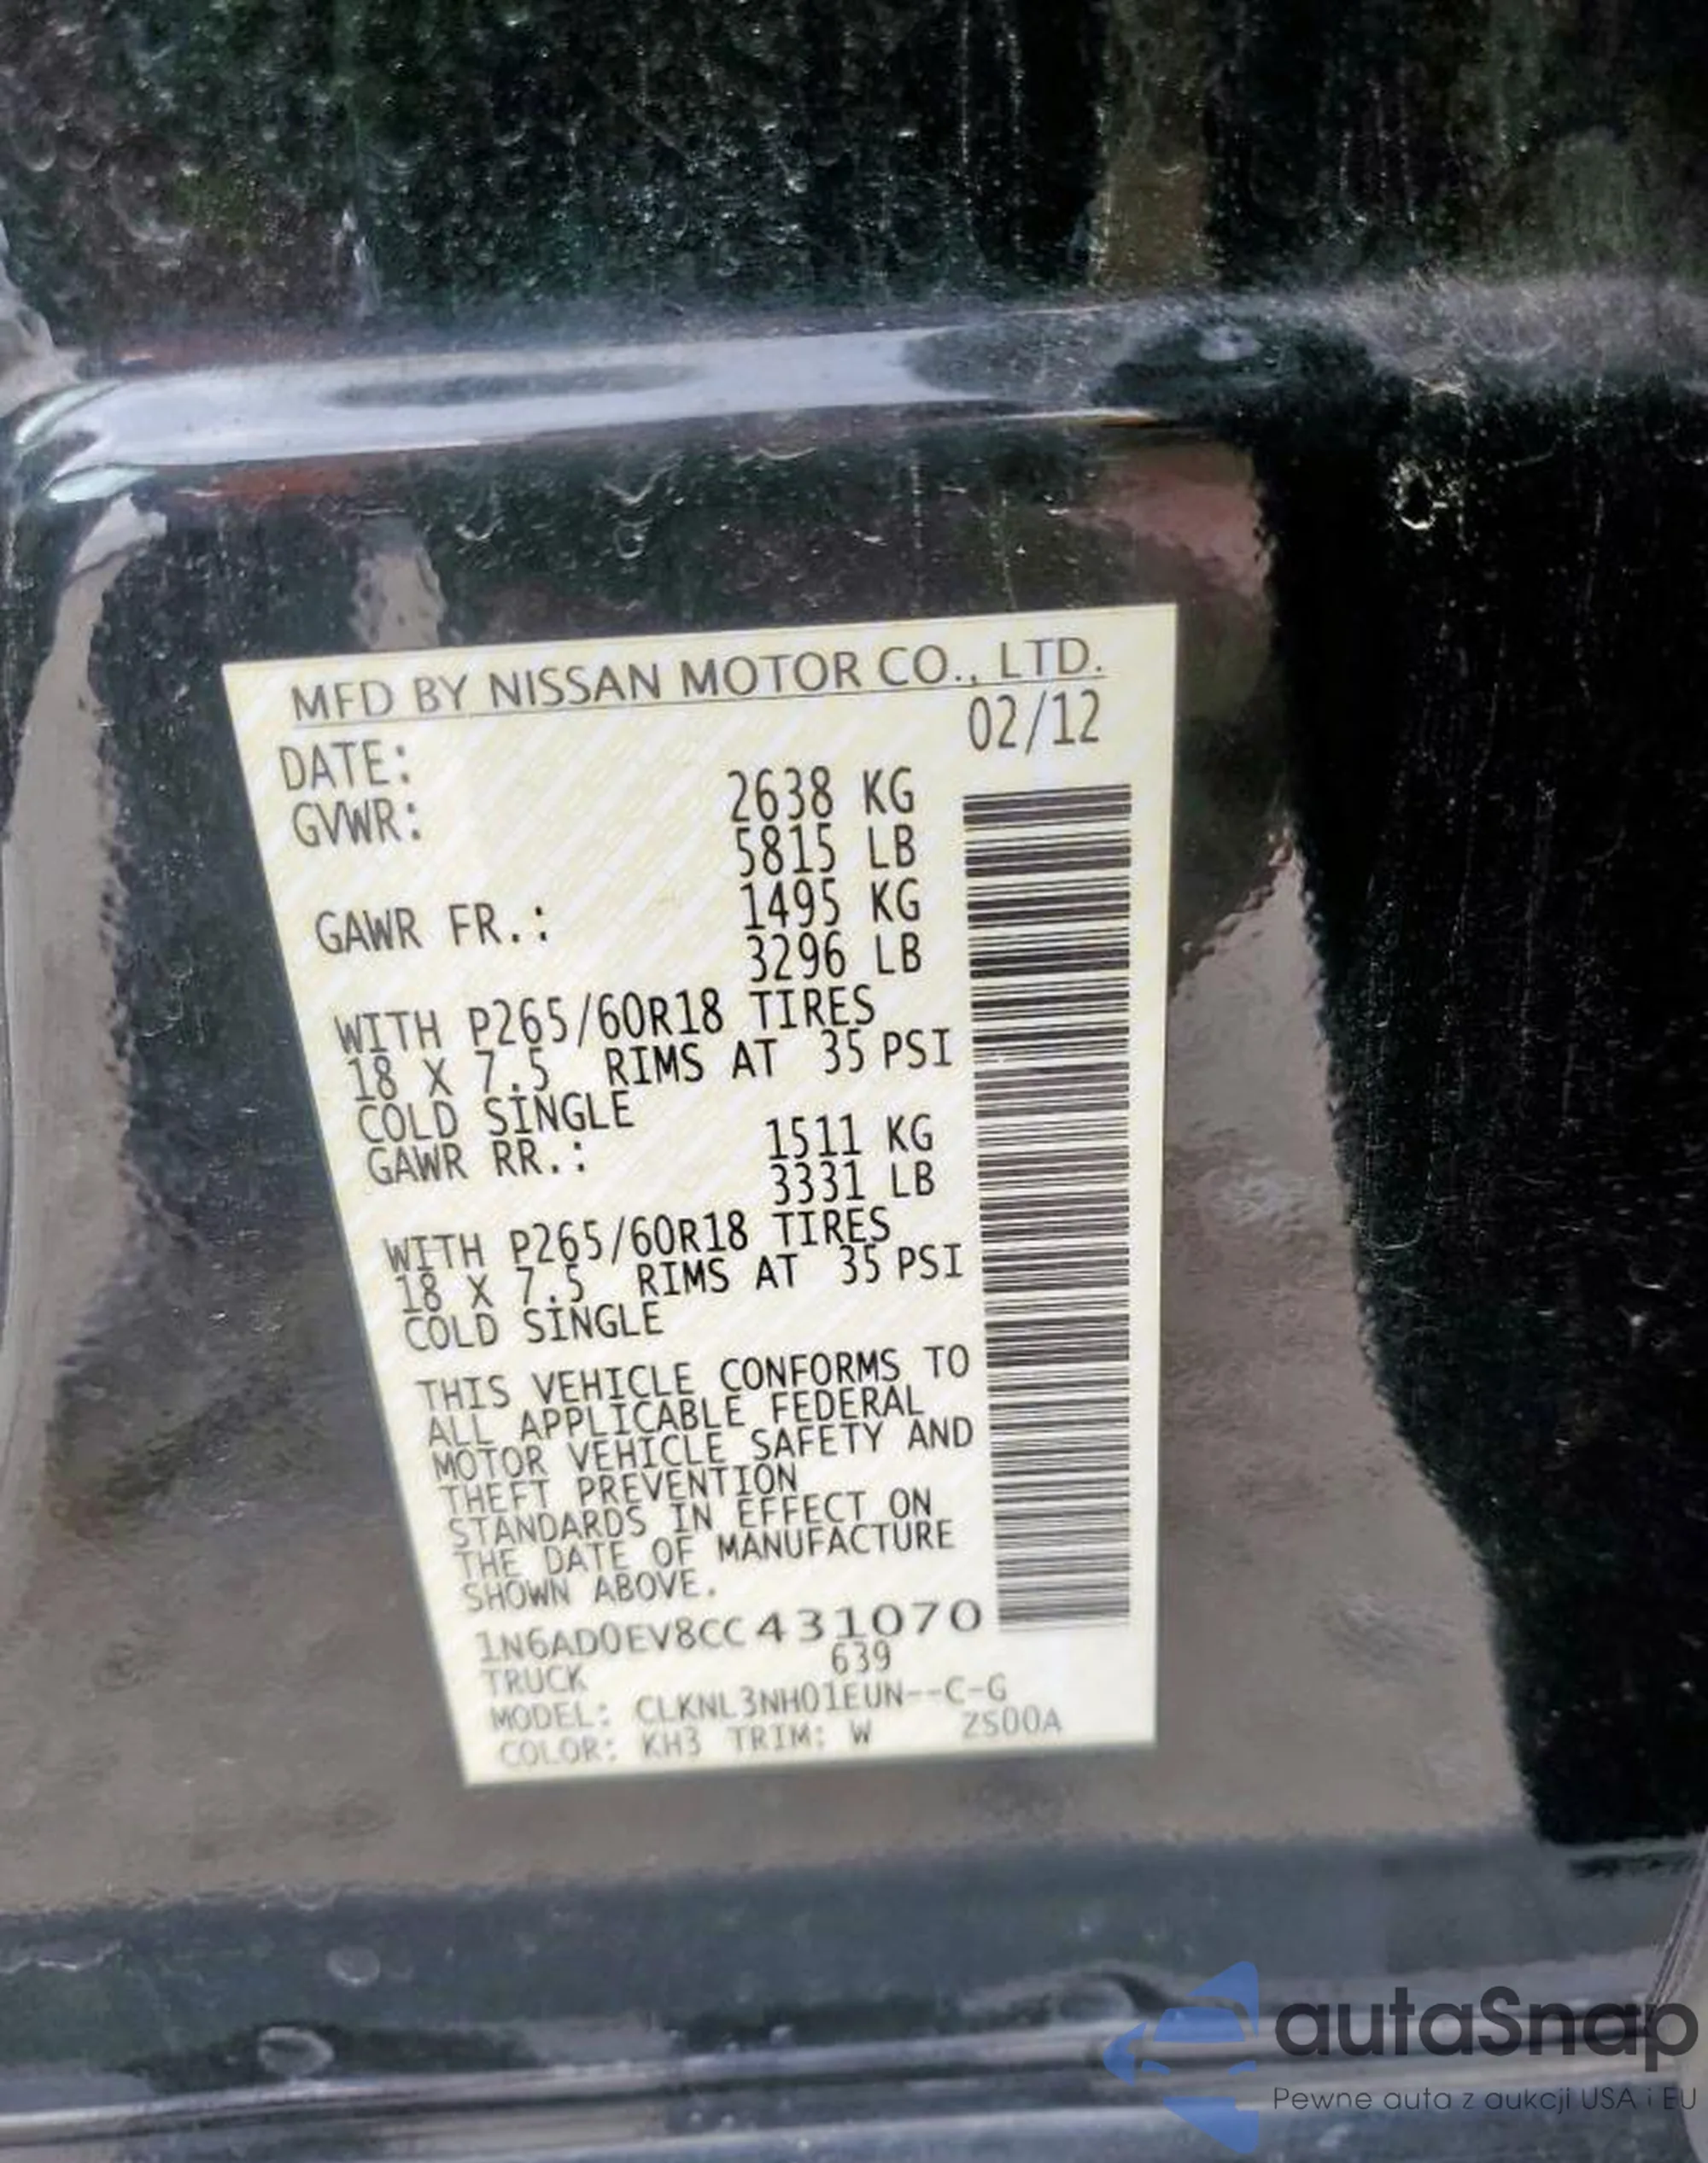 MFD BY NISSAN MOTOR CO., LTD.
DATE: 02/12
GVWR: 2638 KG
5815 LB
GAWR FR.: 1495 KG
3296 LB
WITH P265/60R18 TIRES
18 X 7.5 RIMS AT 35 PSI
COLD SINGLE
GAWR RR.: 1511 KG
3331 LB
WITH P265/60R18 TIRES
18 X 7.5 RIMS AT 35 PSI
COLD SINGLE
THIS VEHICLE CONFORMS TO
ALL APPLICABLE FEDERAL
MOTOR VEHICLE SAFETY AND
THEFT PREVENTION
STANDARDS IN EFFECT ON
THE DATE OF MANUFACTURE
SHOWN ABOVE.
1N6AD0EV8CC431070
TRUCK 639
MODEL: CLKNL3NH01EUN--C-G
COLOR: KH3 TRIM: W ZS00A
autaSnap
Pewne auta z aukcji USA i EU